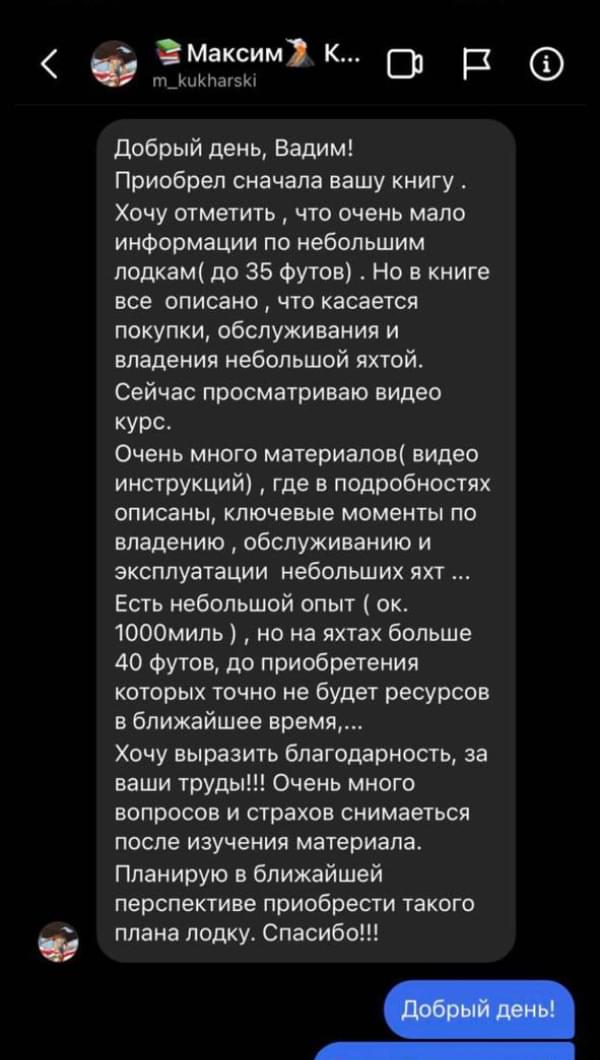 📚Максим🌋 К...
m_kukharski
Добрый день, Вадим!
Приобрел сначала вашу книгу .
Хочу отметить , что очень мало
информации по небольшим
лодкам( до 35 футов) . Но в книге
все  описано , что касается
покупки, обслуживания и
владения небольшой яхтой.
Сейчас просматриваю видео
курс.
Очень много материалов( видео
инструкций) , где в подробностях
описаны, ключевые моменты по
владению , обслуживанию и
эксплуатации  небольших яхт ...
Есть небольшой опыт ( ок.
1000миль ) , но на яхтах больше
40 футов, до приобретения
которых точно не будет ресурсов
в ближайшее время,...
Хочу выразить благодарность, за
ваши труды!!! Очень много
вопросов и страхов снимаеться
после изучения материала.
Планирую в ближайшей
перспективе приобрести такого
плана лодку. Спасибо!!!
Добрый день!